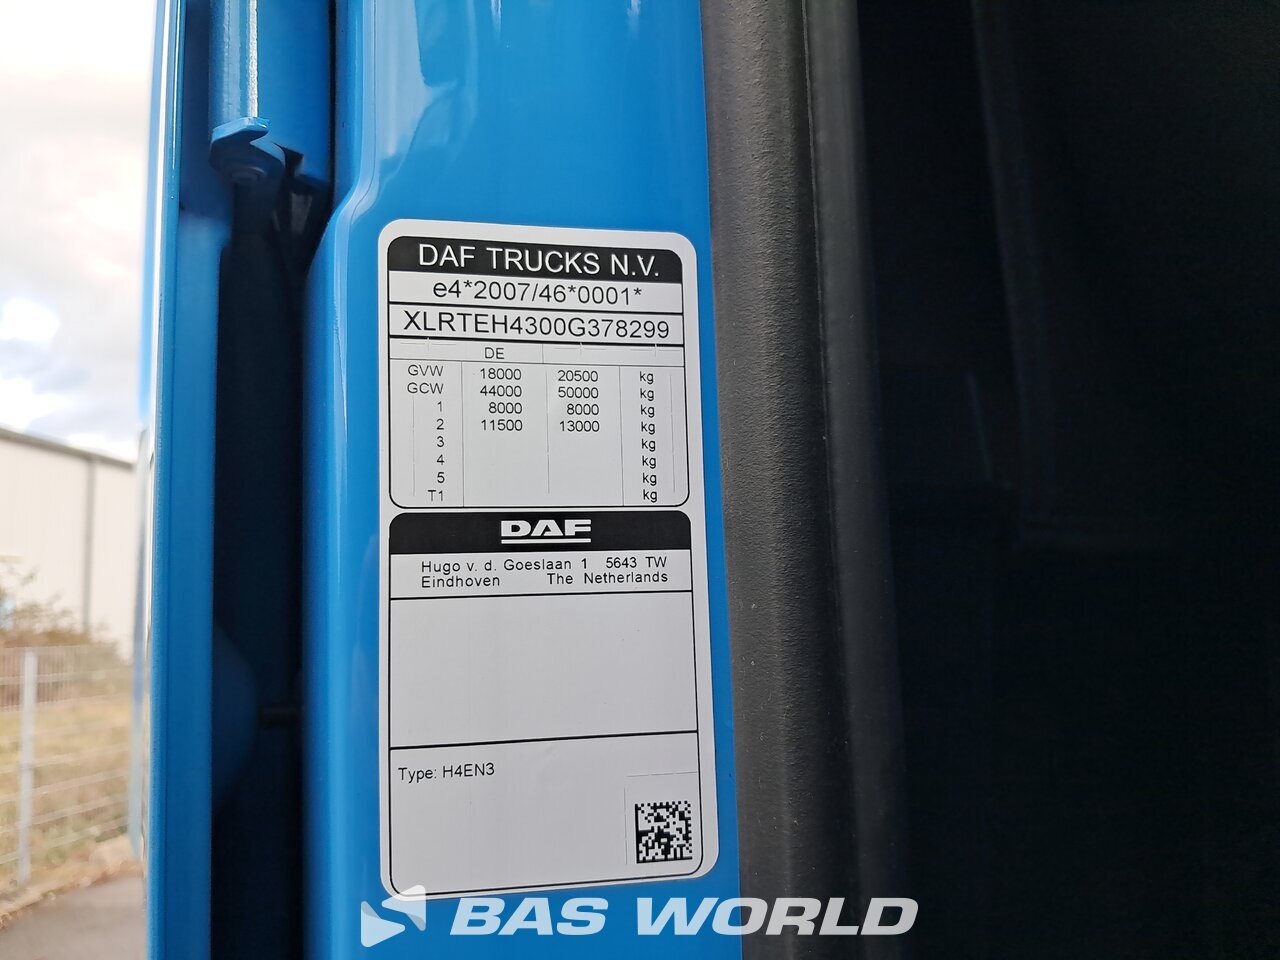 DAF TRUCKS N.V.
e4*2007/46*0001*
XLRTEH4300G378299
DE
GVW 18000 20500 kg
GCW 44000 50000 kg
1 8000 8000 kg
2 11500 13000 kg
3 kg
4 kg
5 kg
T1 kg
DAF
Hugo v. d. Goeslaan 1 5643 TW
Eindhoven The Netherlands
Type: H4EN3
BAS WORLD